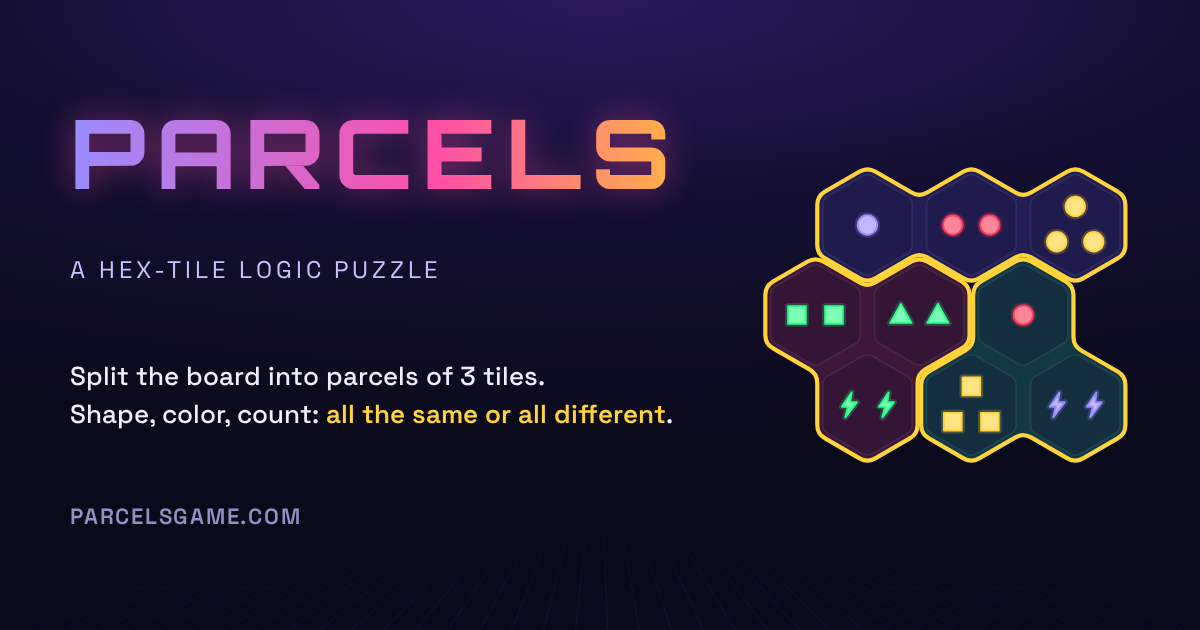 PARCELS
A HEX-TILE LOGIC PUZZLE
Split the board into parcels of 3 tiles.
Shape, color, count: all the same or all different.
PARCELSGAME.COM